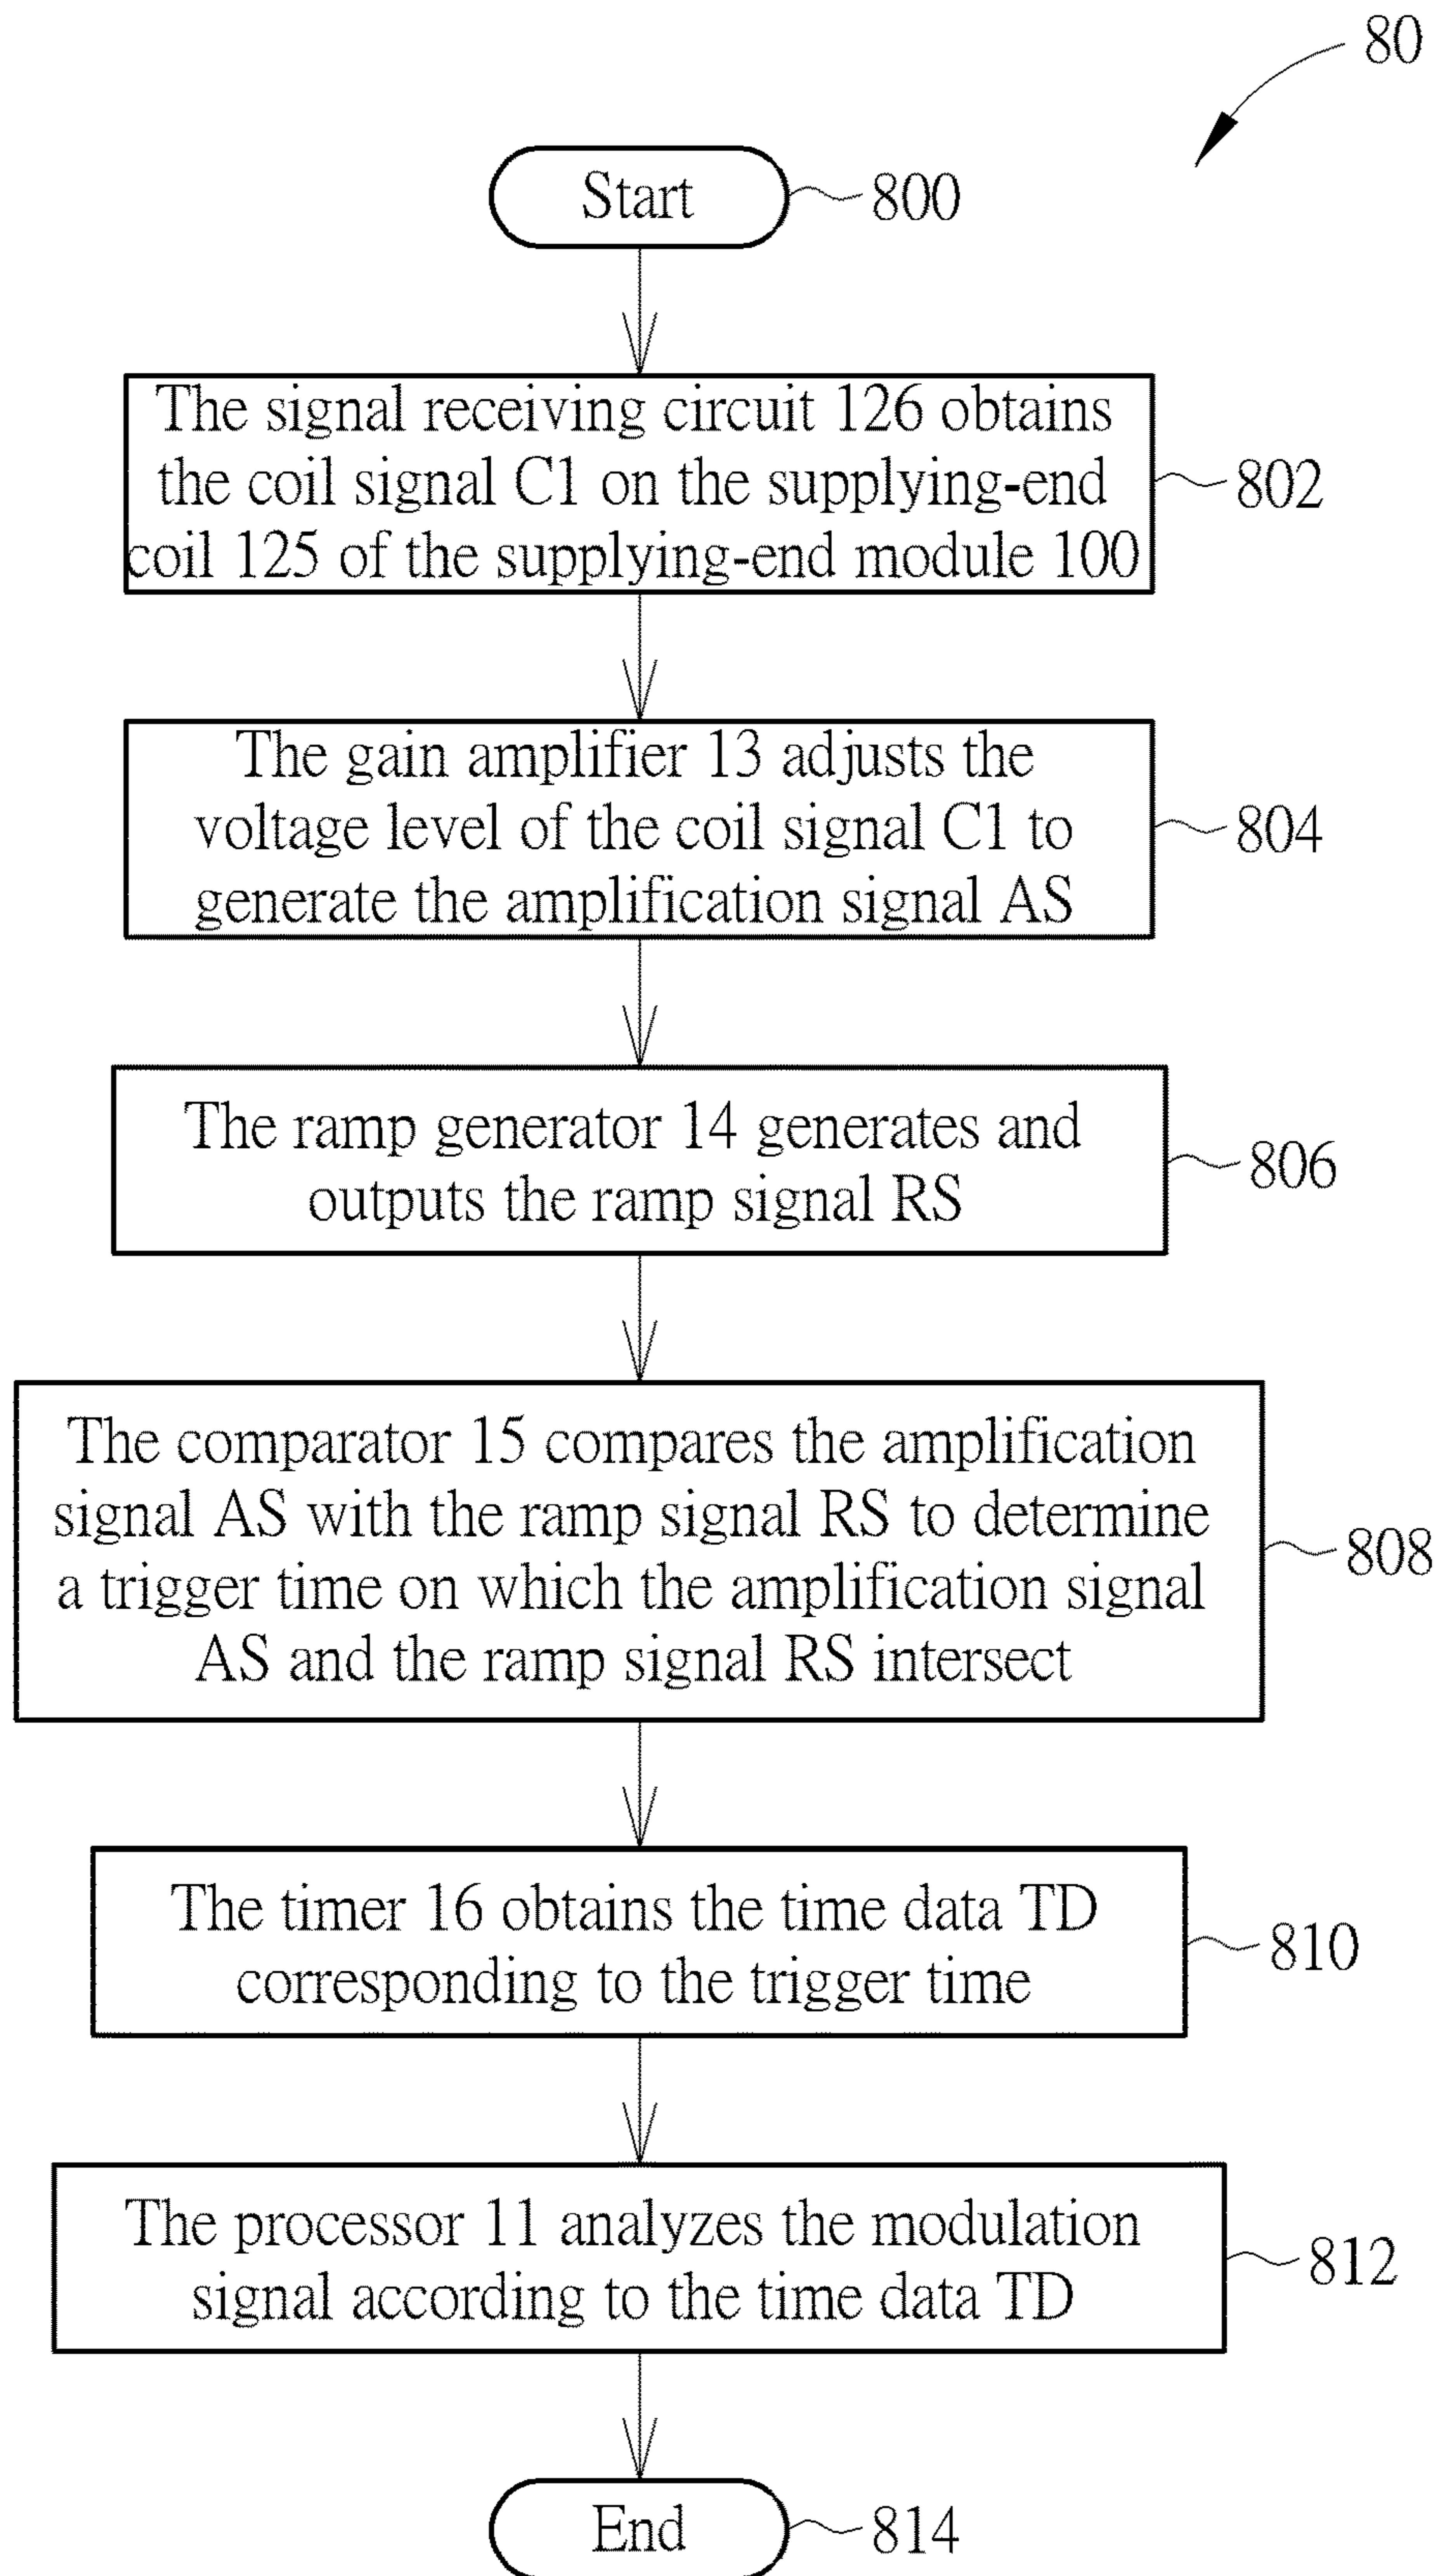 80
Start
800
The signal receiving circuit 126 obtains
the coil signal C1 on the supplying-end
coil 125 of the supplying-end module 100
802
The gain amplifier 13 adjusts the
voltage level of the coil signal C1 to
generate the amplification signal AS
804
The ramp generator 14 generates and
outputs the ramp signal RS
806
The comparator 15 compares the amplification
signal AS with the ramp signal RS to determine
a trigger time on which the amplification signal
AS and the ramp signal RS intersect
808
The timer 16 obtains the time data TD
corresponding to the trigger time
810
The processor 11 analyzes the modulation
signal according to the time data TD
812
End
814